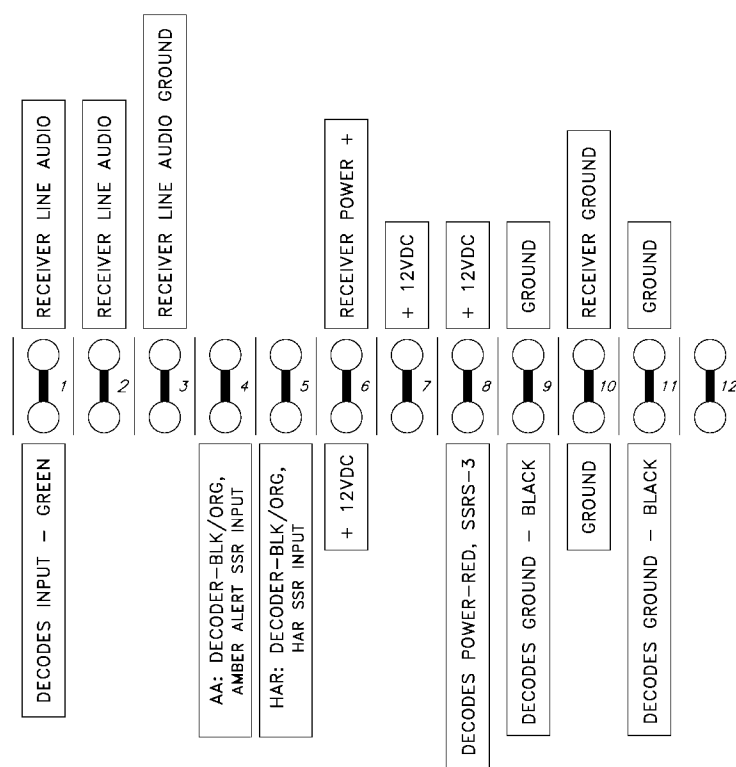 RECEIVER LINE AUDIO
RECEIVER LINE AUDIO
RECEIVER LINE AUDIO GROUND
RECEIVER POWER +
+ 12VDC
+ 12VDC
GROUND
RECEIVER GROUND
GROUND
1
2
3
4
5
6
7
8
9
10
11
12
DECODES INPUT – GREEN
AA: DECODER–BLK/ORG,
AMBER ALERT SSR INPUT
HAR: DECODER–BLK/ORG,
HAR SSR INPUT
+ 12VDC
DECODES POWER–RED, SSRS–3
DECODES GROUND – BLACK
GROUND
DECODES GROUND – BLACK